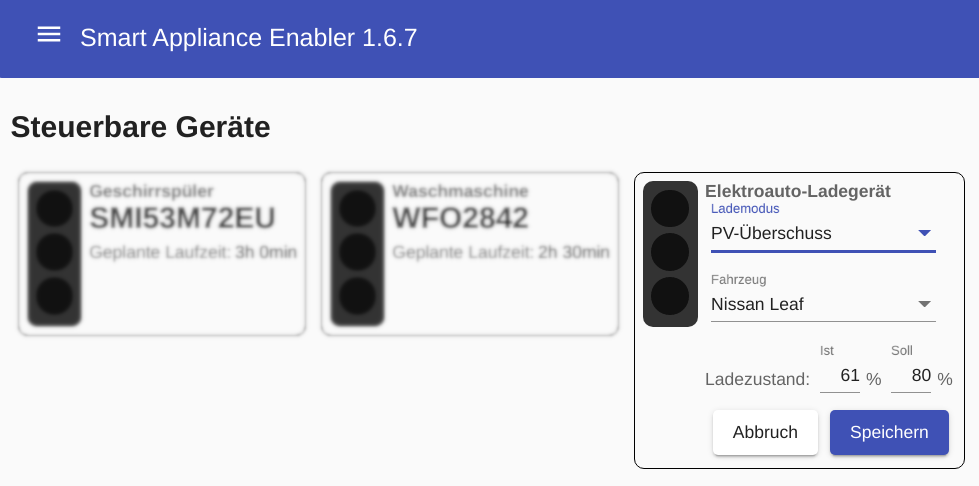 Smart Appliance Enabler 1.6.7
Steuerbare Geräte
Geschirrspüler
SMI53M72EU
Geplante Laufzeit: 3h 0min
Waschmaschine
WFO2842
Geplante Laufzeit: 2h 30min
Elektroauto-Ladegerät
Lademodus
PV-Überschuss
Fahrzeug
Nissan Leaf
Ist Soll
Ladezustand: 61 % 80 %
Abbruch Speichern